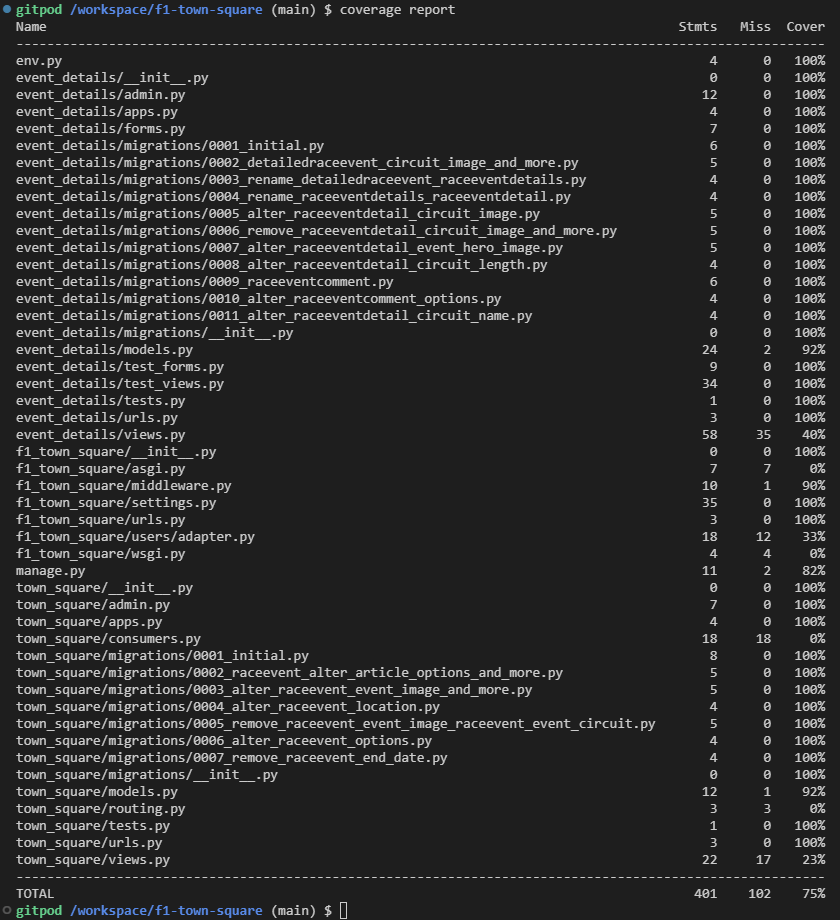 gitpod /workspace/f1-town-square (main) $ coverage report
Name Stmts Miss Cover
--------------------------------------------------------------------------------------------------------
env.py 4 0 100%
event_details/__init__.py 0 0 100%
event_details/admin.py 12 0 100%
event_details/apps.py 4 0 100%
event_details/forms.py 7 0 100%
event_details/migrations/0001_initial.py 6 0 100%
event_details/migrations/0002_detailedraceevent_circuit_image_and_more.py 5 0 100%
event_details/migrations/0003_rename_detailedraceevent_raceeventdetails.py 4 0 100%
event_details/migrations/0004_rename_raceeventdetails_raceeventdetail.py 4 0 100%
event_details/migrations/0005_alter_raceeventdetail_circuit_image.py 5 0 100%
event_details/migrations/0006_remove_raceeventdetail_circuit_image_and_more.py 5 0 100%
event_details/migrations/0007_alter_raceeventdetail_event_hero_image.py 5 0 100%
event_details/migrations/0008_alter_raceeventdetail_circuit_length.py 4 0 100%
event_details/migrations/0009_raceeventcomment.py 6 0 100%
event_details/migrations/0010_alter_raceeventcomment_options.py 4 0 100%
event_details/migrations/0011_alter_raceeventdetail_circuit_name.py 4 0 100%
event_details/migrations/__init__.py 0 0 100%
event_details/models.py 24 2 92%
event_details/test_forms.py 9 0 100%
event_details/test_views.py 34 0 100%
event_details/tests.py 1 0 100%
event_details/urls.py 3 0 100%
event_details/views.py 58 35 40%
f1_town_square/__init__.py 0 0 100%
f1_town_square/asgi.py 7 7 0%
f1_town_square/middleware.py 10 1 90%
f1_town_square/settings.py 35 0 100%
f1_town_square/urls.py 3 0 100%
f1_town_square/users/adapter.py 18 12 33%
f1_town_square/wsgi.py 4 4 0%
manage.py 11 2 82%
town_square/__init__.py 0 0 100%
town_square/admin.py 7 0 100%
town_square/apps.py 4 0 100%
town_square/consumers.py 18 18 0%
town_square/migrations/0001_initial.py 8 0 100%
town_square/migrations/0002_raceevent_alter_article_options_and_more.py 5 0 100%
town_square/migrations/0003_alter_raceevent_event_image_and_more.py 5 0 100%
town_square/migrations/0004_alter_raceevent_location.py 4 0 100%
town_square/migrations/0005_remove_raceevent_event_image_raceevent_event_circuit.py 5 0 100%
town_square/migrations/0006_alter_raceevent_options.py 4 0 100%
town_square/migrations/0007_remove_raceevent_end_date.py 4 0 100%
town_square/migrations/__init__.py 0 0 100%
town_square/models.py 12 1 92%
town_square/routing.py 3 3 0%
town_square/tests.py 1 0 100%
town_square/urls.py 3 0 100%
town_square/views.py 22 17 23%
--------------------------------------------------------------------------------------------------------
TOTAL 401 102 75%
gitpod /workspace/f1-town-square (main) $